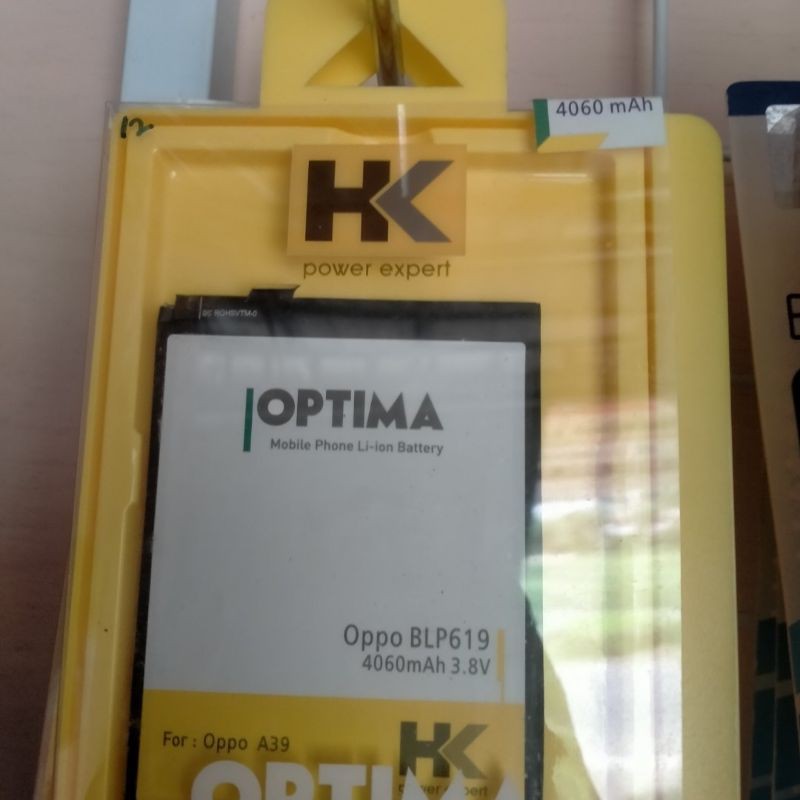 12
4060 mAh
HK
power expert
OPTIMA
Mobile Phone Li-ion Battery
Oppo BLP619
4060mAh 3.8V
For : Oppo A39
HK
power expert
OPTIMA